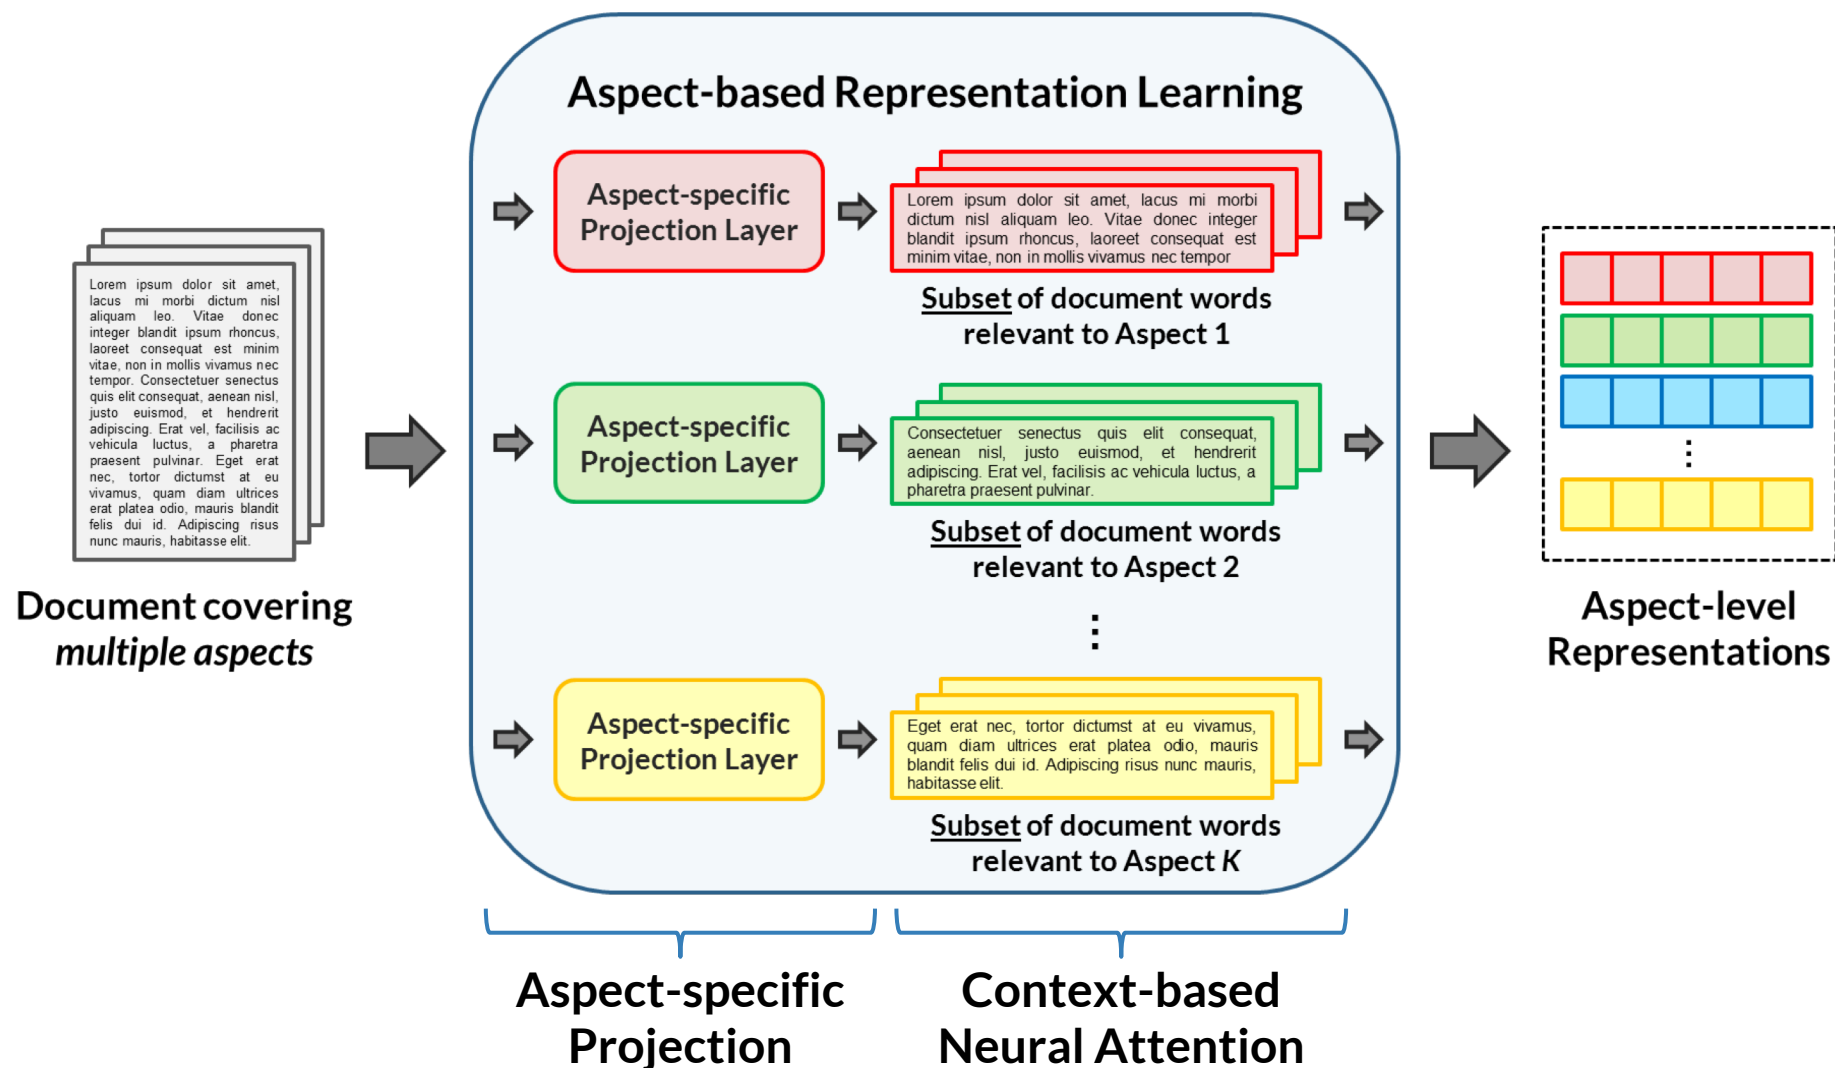 Aspect-based Representation Learning
Lorem ipsum dolor sit amet,
lacus mi morbi dictum nisl
aliquam leo. Vitae donec
integer blandit ipsum rhoncus,
laoreet consequat est minim
vitae, non in mollis vivamus nec
tempor. Consectetuer senectus
quis elit consequat, aenean nisl,
justo euismod, et hendrerit
adipiscing. Erat vel, facilisis ac
vehicula luctus, a pharetra
praesent pulvinar. Eget erat
nec, tortor dictumst at eu
vivamus, quam diam ultrices
erat platea odio, mauris blandit
felis dui id. Adipiscing risus
nunc mauris, habitasse elit.
Document covering
multiple aspects
Aspect-specific
Projection Layer
Lorem ipsum dolor sit amet, lacus mi morbi
dictum nisl aliquam leo. Vitae donec integer
blandit ipsum rhoncus, laoreet consequat est
minim vitae, non in mollis vivamus nec tempor
Subset of document words
relevant to Aspect 1
Aspect-specific
Projection Layer
Consectetuer senectus quis elit consequat,
aenean nisl, justo euismod, et hendrerit
adipiscing. Erat vel, facilisis ac vehicula luctus, a
pharetra praesent pulvinar.
Subset of document words
relevant to Aspect 2
⋮
Aspect-specific
Projection Layer
Eget erat nec, tortor dictumst at eu vivamus,
quam diam ultrices erat platea odio, mauris
blandit felis dui id. Adipiscing risus nunc mauris,
habitasse elit.
Subset of document words
relevant to Aspect K
⋮
Aspect-level
Representations
Aspect-specific
Projection
Context-based
Neural Attention